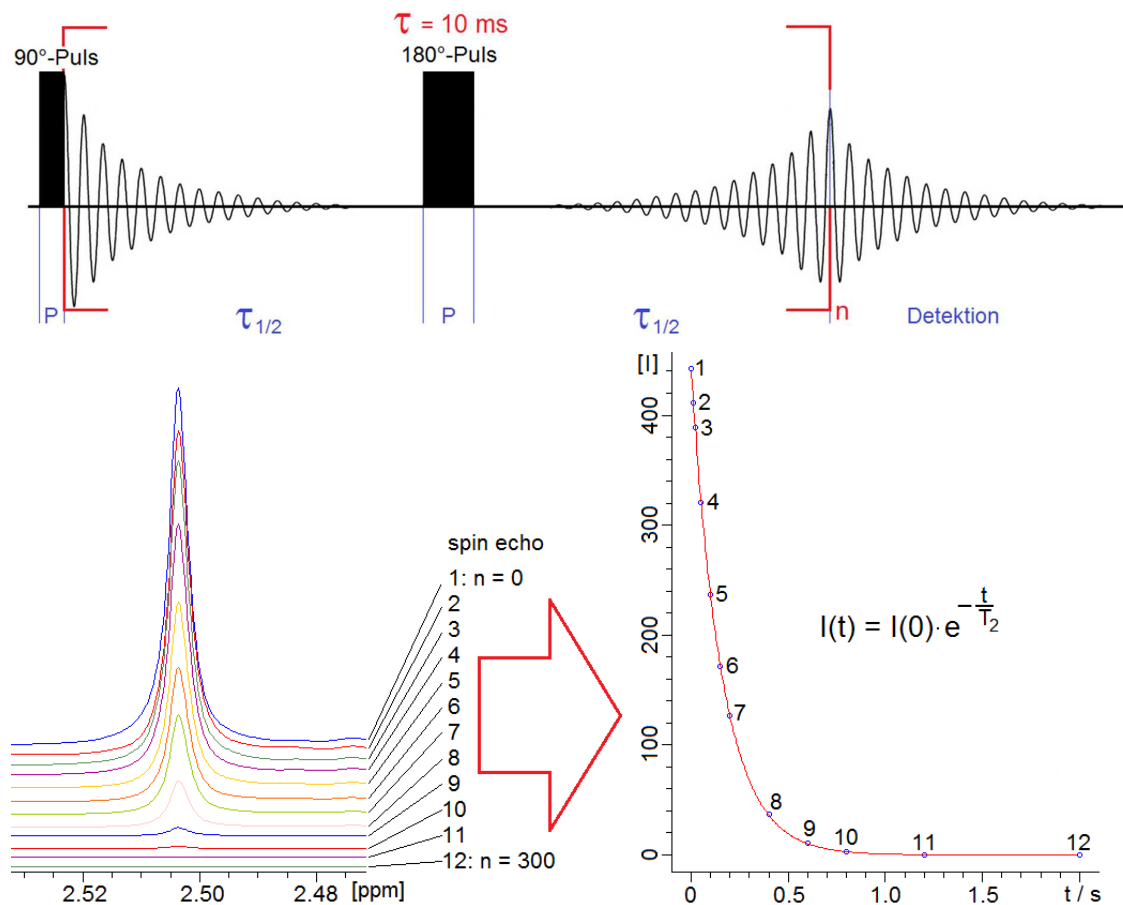 τ = 10 ms
90°-Puls
180°-Puls
P
τ1/2
P
τ1/2
n
Detektion
spin echo
1: n = 0
2
3
4
5
6
7
8
9
10
11
12: n = 300
2.52
2.50
2.48
[ppm]
[I]
400
300
200
100
0
1
2
3
4
5
6
7
8
9
10
11
12
I(t) = I(0)·e^-t/T2
0
0.5
1.0
1.5
t / s